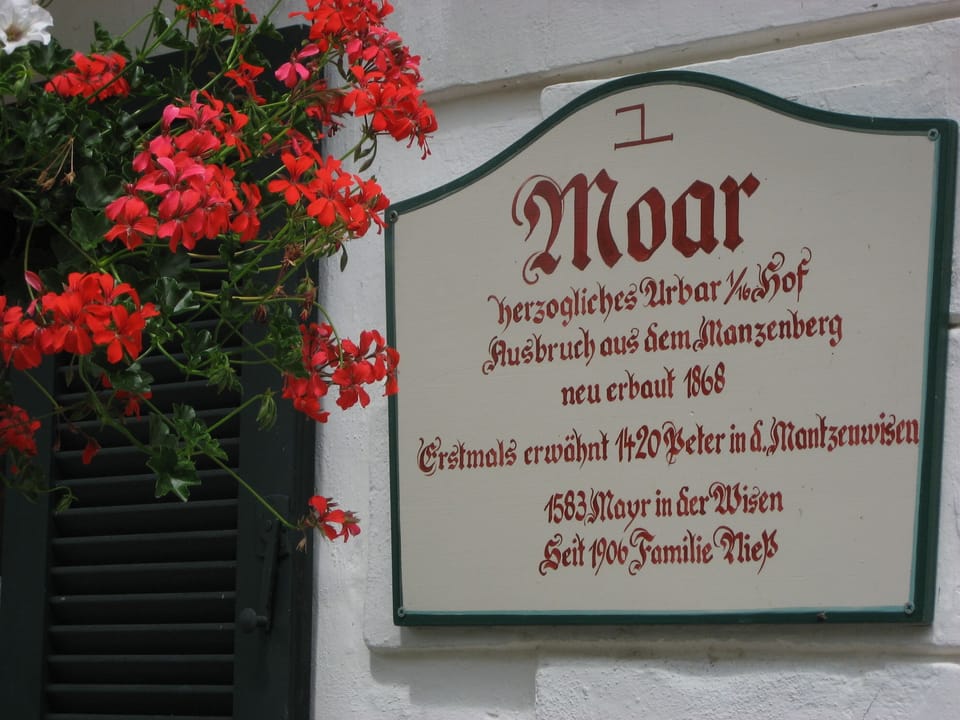 Moar
herzogliches Urbar 1/16 Hof
Ausbruch aus dem Manzenberg
neu erbaut 1868
Erstmals erwähnt 1420 Peter in d. Mantzenwisen
1583 Mayr in der Wisen
Seit 1906 Familie Nieß